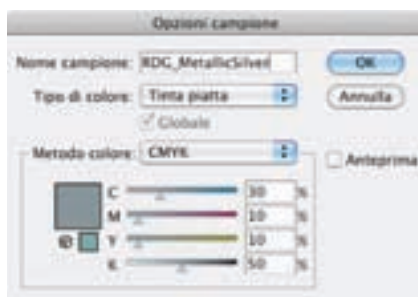 Opzioni campione
Nome campione: RDG_MetallicSilver OK
Tipo di colore: Tinta piatta Annulla
Globale
Metodo colore: CMYK Anteprima
C 30 %
M 10 %
Y 10 %
K 50 %